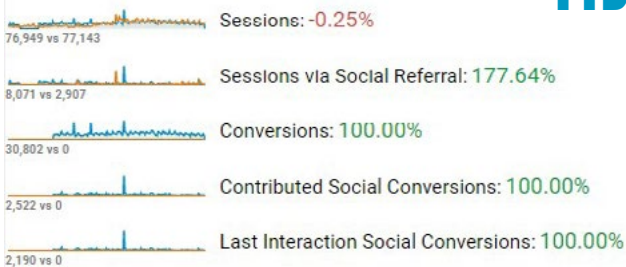 Sessions: -0.25%
76,949 vs 77,143
Sessions via Social Referral: 177.64%
8,071 vs 2,907
Conversions: 100.00%
30,802 vs 0
Contributed Social Conversions: 100.00%
2,522 vs 0
Last Interaction Social Conversions: 100.00%
2,190 vs 0